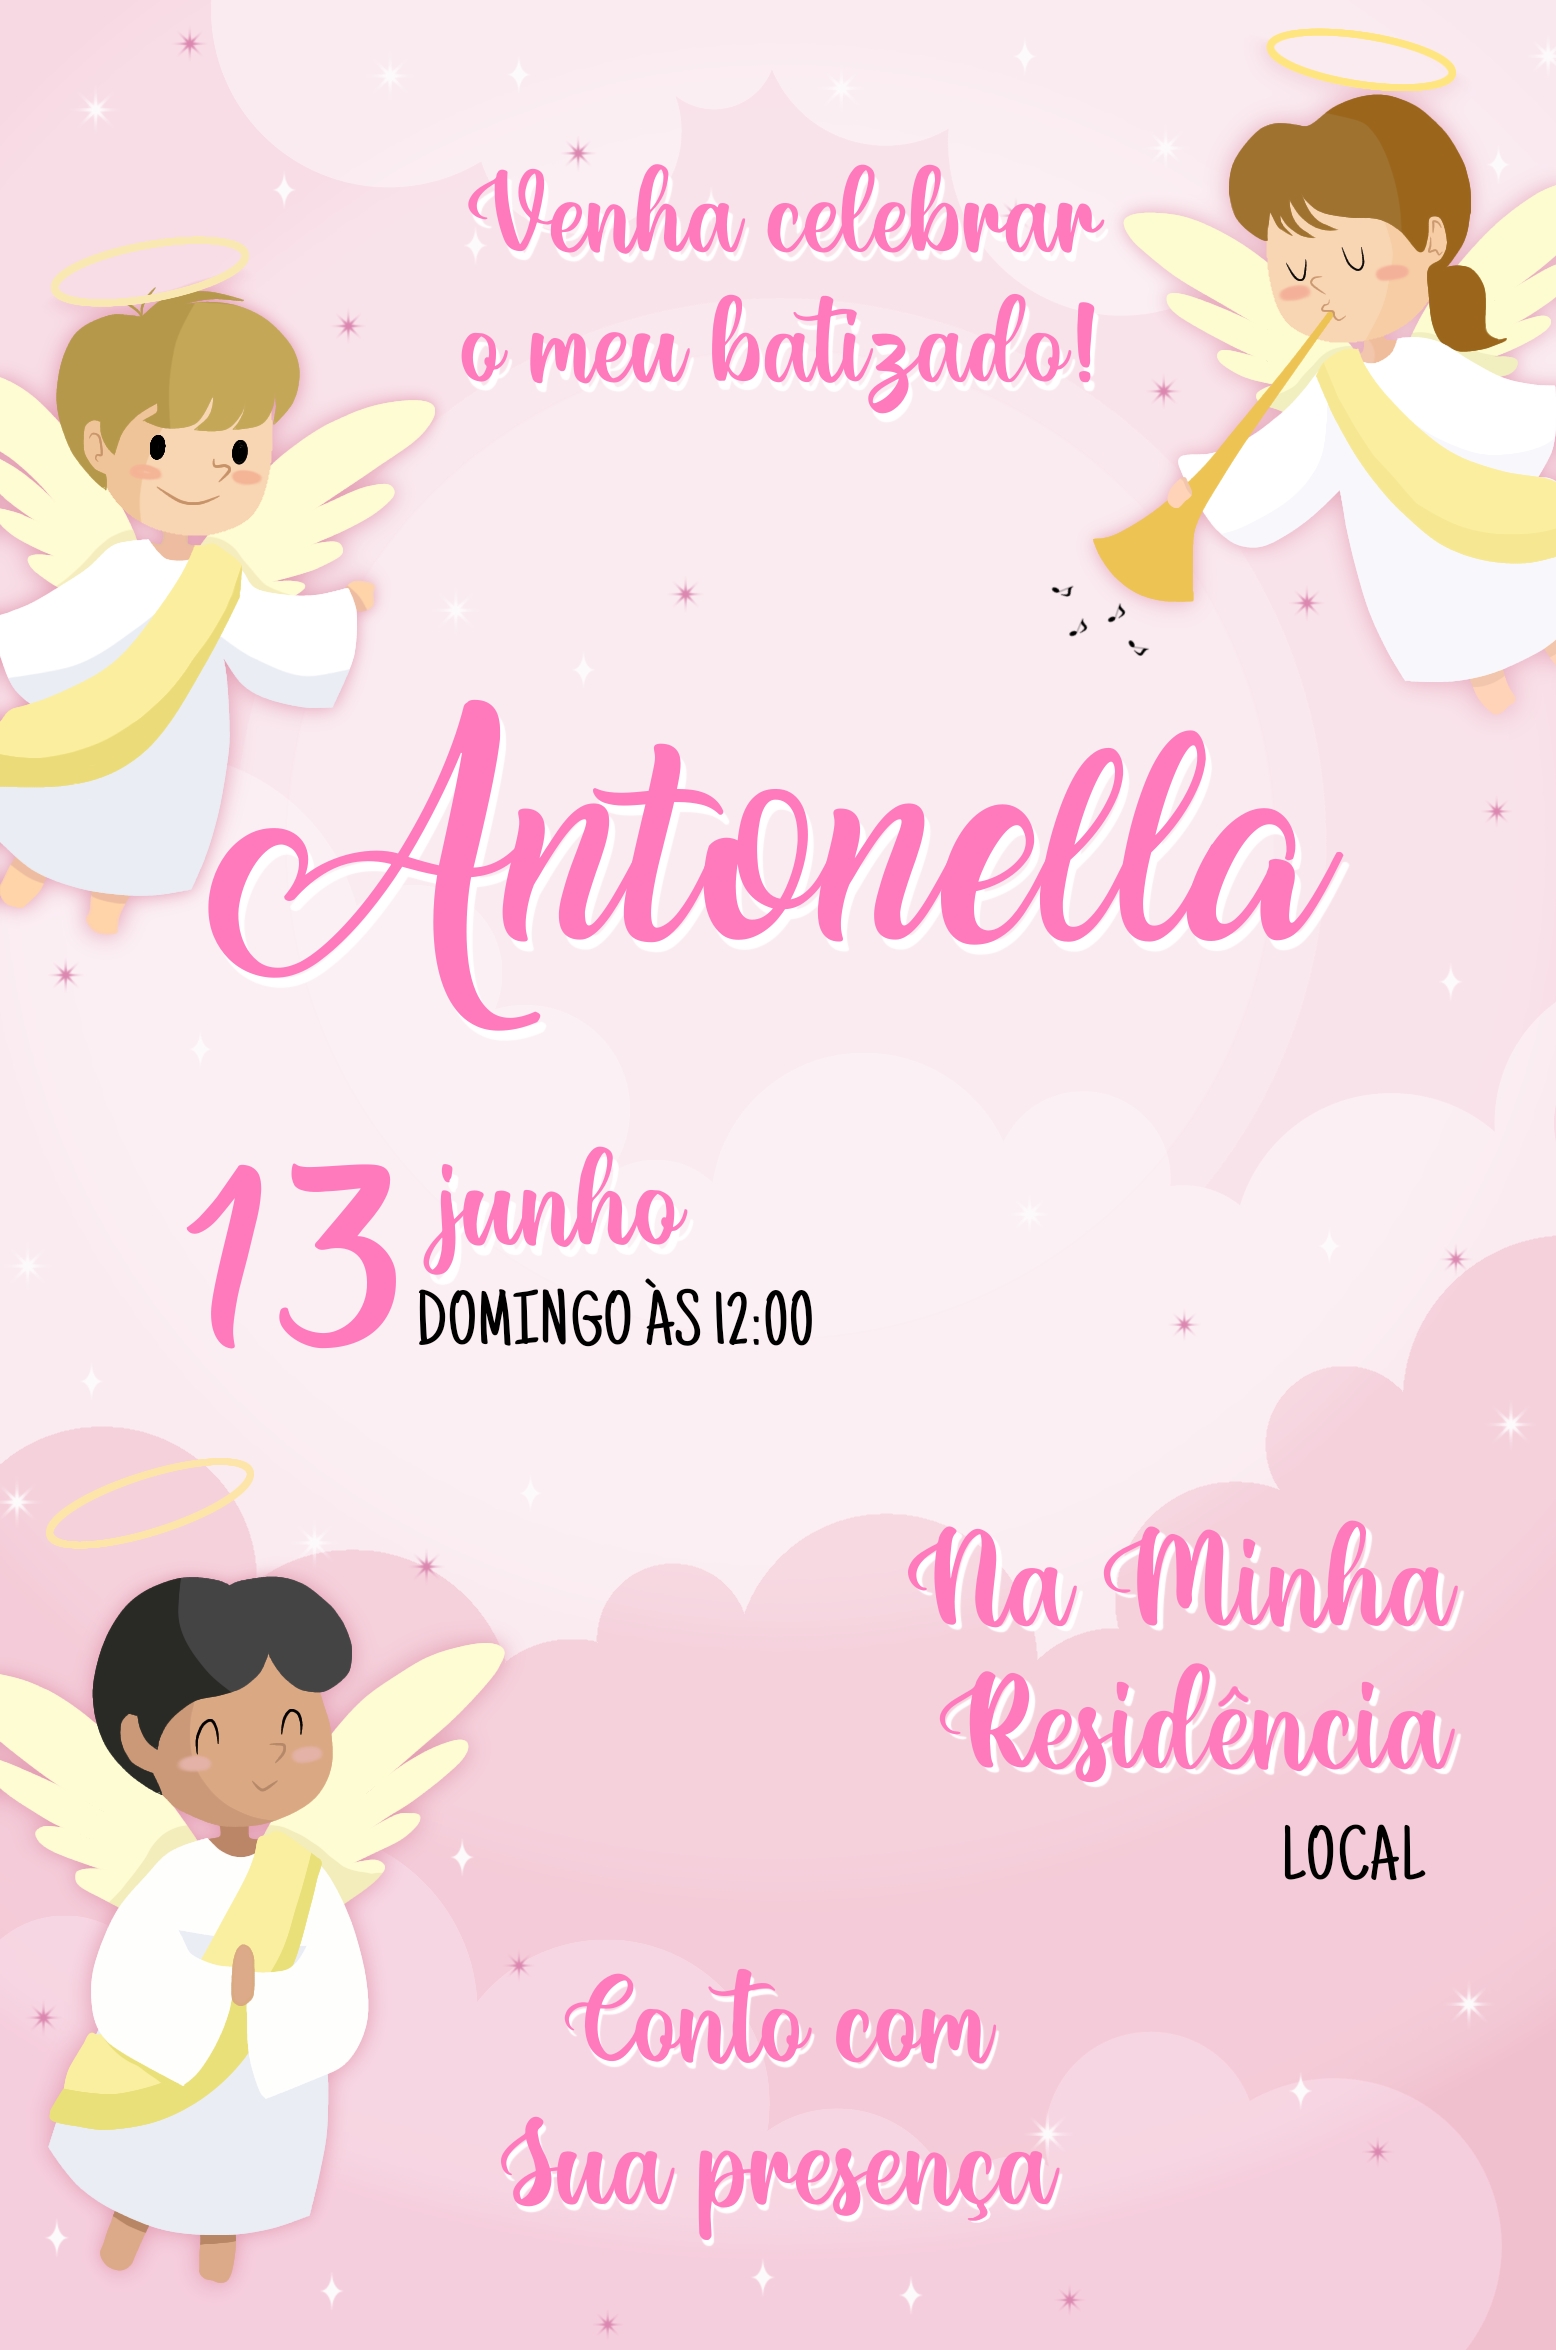 Venha celebrar
o meu batizado!
Antonella
13 junho
DOMINGO ÀS 12:00
Na Minha
Residência
LOCAL
Conto com
Sua presença